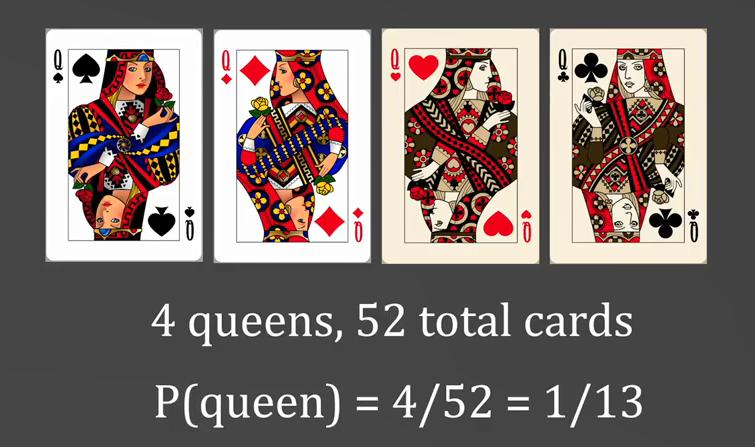 Q Q Q Q
Q Q Q Q
4 queens, 52 total cards
P(queen) = 4/52 = 1/13